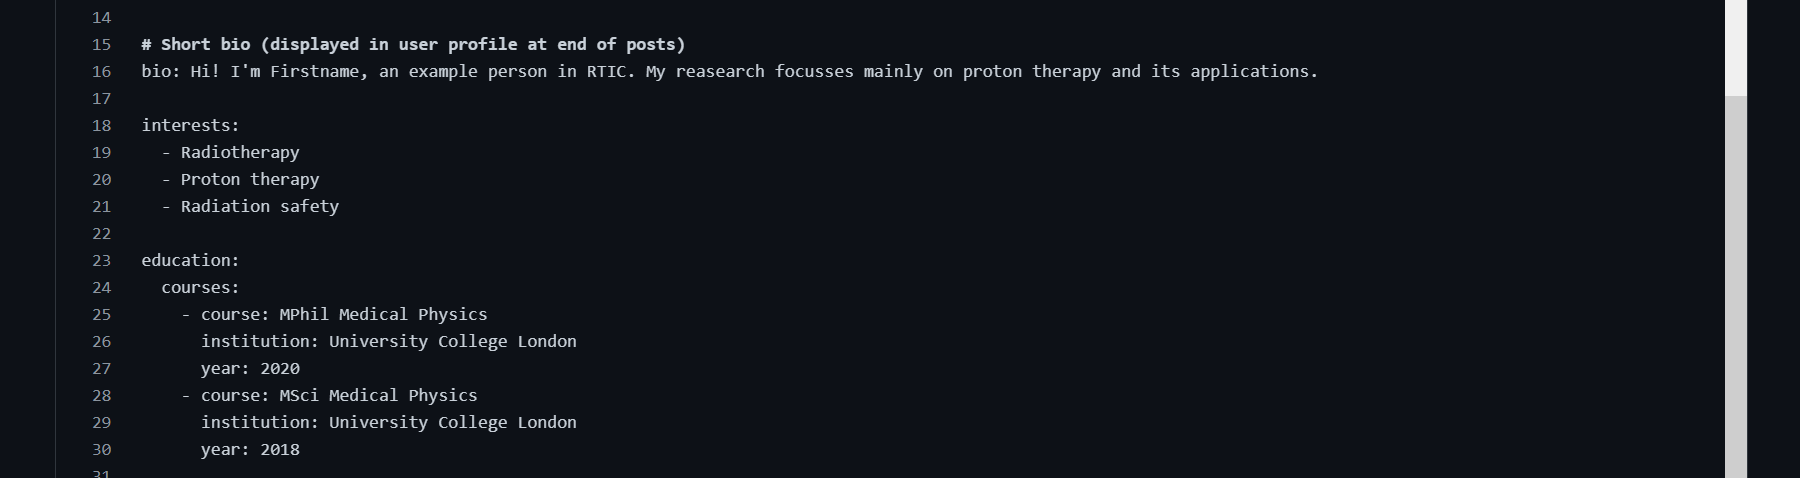 14
15 # Short bio (displayed in user profile at end of posts)
16 bio: Hi! I'm Firstname, an example person in RTIC. My reasearch focusses mainly on proton therapy and its applications.
17
18 interests:
19   - Radiotherapy
20   - Proton therapy
21   - Radiation safety
22
23 education:
24   courses:
25     - course: MPhil Medical Physics
26       institution: University College London
27       year: 2020
28     - course: MSci Medical Physics
29       institution: University College London
30       year: 2018
31